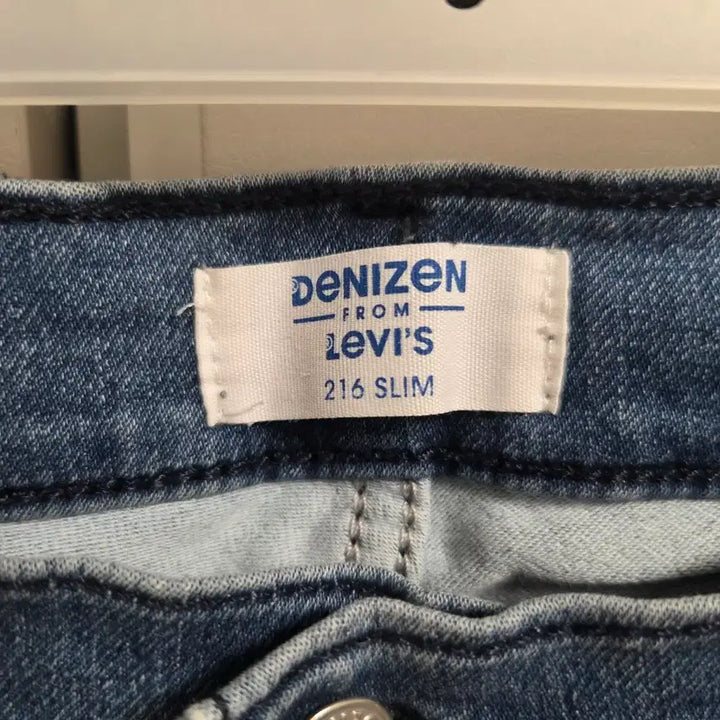 DENIZEN
FROM
LEVI'S
216 SLIM